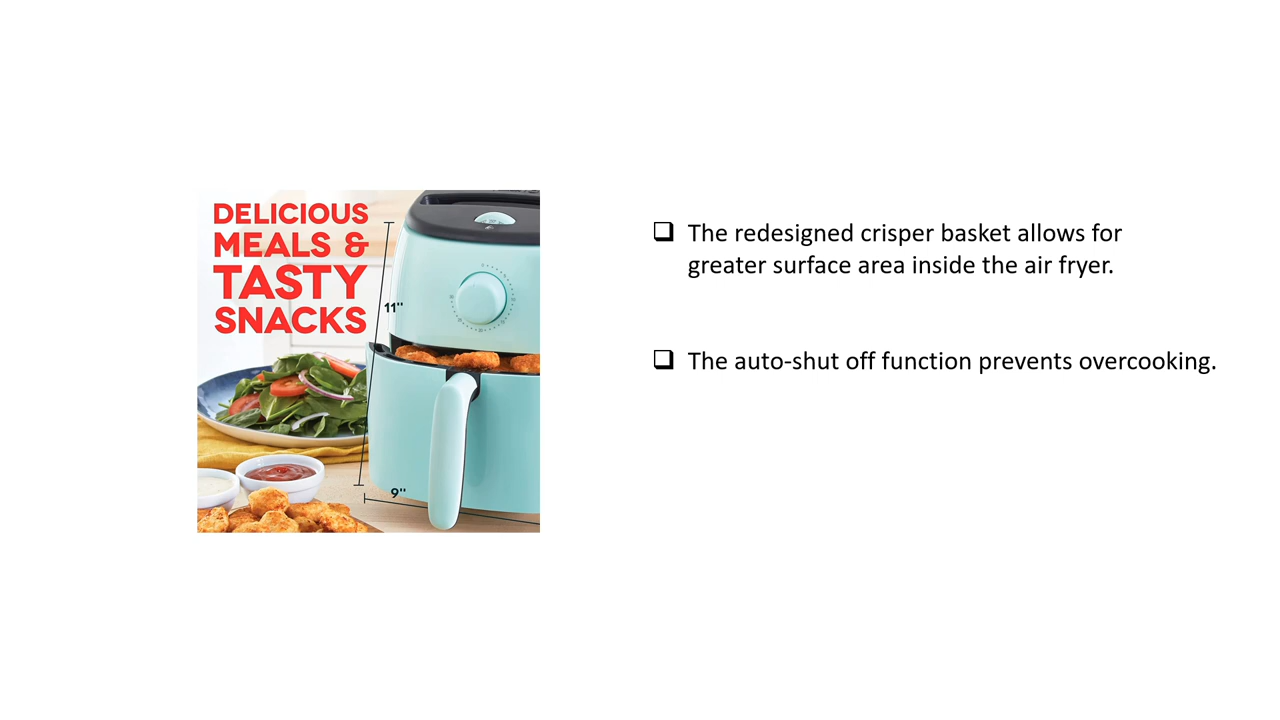 DELICIOUS
MEALS &
TASTY
SNACKS
11"
9"
The redesigned crisper basket allows for
greater surface area inside the air fryer.
The auto-shut off function prevents overcooking.